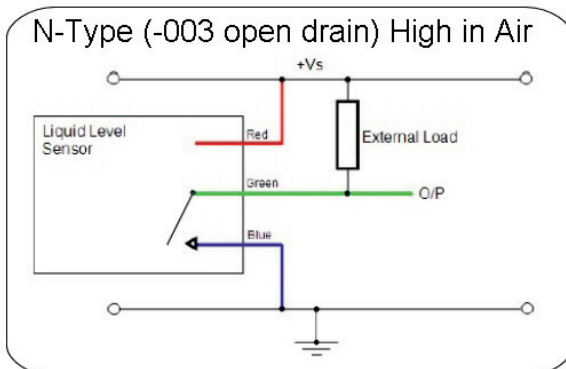 N-Type (-003 open drain) High in Air
+Vs
Liquid Level
Sensor
Red
External Load
Green
O/P
Blue